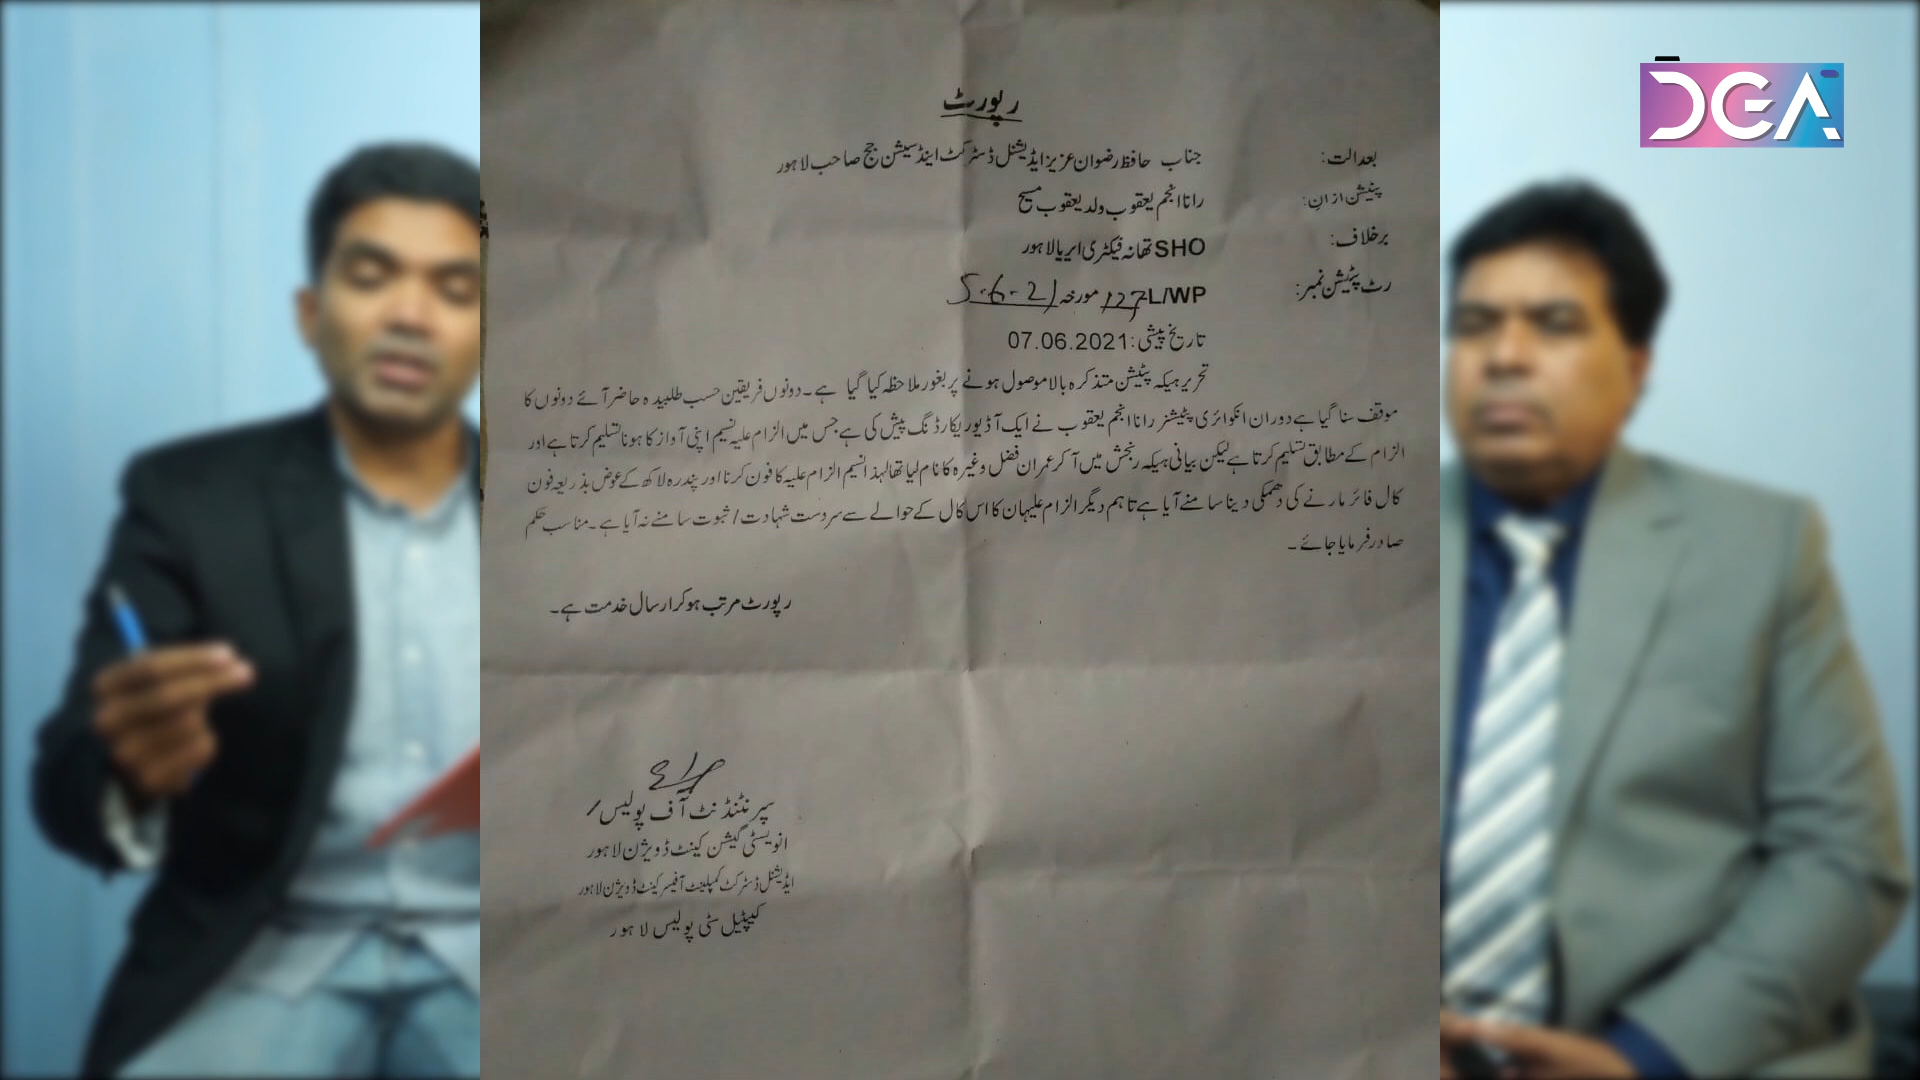 DGA
رپورٹ
بعدالت: جناب حافظ رضوان عزیز ایڈیشنل ڈسٹرکٹ اینڈ سیشن جج صاحب لاہور
پٹیشن ازان: رانا انجم یعقوب ولد یعقوب مسیح
برخلاف: SHO تھانہ فیکٹری ایریا لاہور
رٹ پٹیشن نمبر: 127 L/WP مورخہ 5-6-21
تاریخ پیشی: 07.06.2021
تحریر ہیکہ پٹیشن متذکرہ بالا موصول ہونے پر بغور ملاحظہ کیا گیا ہے۔ دونوں فریقین حسب طلبیدہ حاضر آئے دونوں کا
موقف سنا گیا ہے دوران انکوائری پٹیشنر رانا انجم یعقوب نے ایک آڈیو ریکارڈنگ پیش کی ہے جس میں الزام علیہ نسیم اپنی آواز کا ہونا تسلیم کرتا ہے اور
الزام کے مطابق تسلیم کرتا ہے لیکن بیانی ہیکہ رنجش میں آکر عمران فضل وغیرہ کا نام لیا تھا لہذا نسیم الزام علیہ کا فون کرنا اور پندرہ لاکھ کے عوض بذریعہ فون
کال فائر مارنے کی دھمکی دینا سامنے آیا ہے تاہم دیگر الزام علیہان کا اس کال کے حوالے سے سردست شہادت / ثبوت سامنے نہ آیا ہے۔ مناسب حکم
صادر فرمایا جائے۔
رپورٹ مرتب ہو کر ارسال خدمت ہے۔
سپرنٹنڈنٹ آف پولیس /
انویسٹی گیشن کینٹ ڈویژن لاہور
ایڈیشنل ڈسٹرکٹ کمپلینٹ آفیسر کینٹ ڈویژن لاہور
کیپٹیل سٹی پولیس لاہور